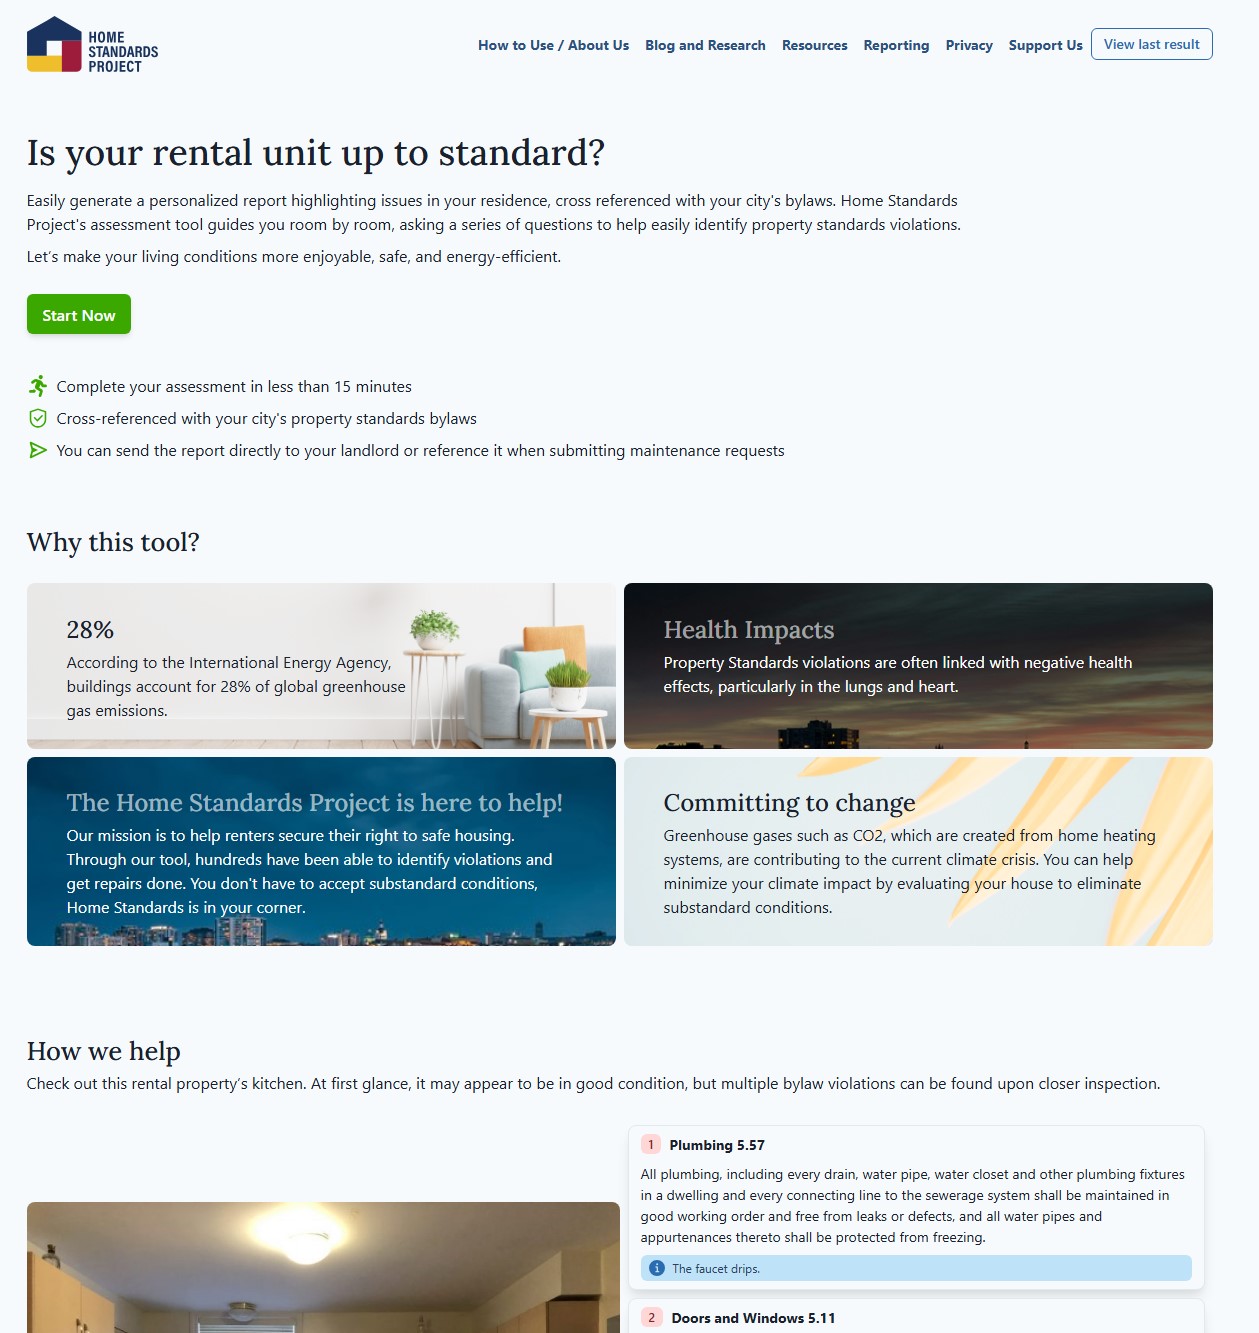 HOME
STANDARDS
PROJECT
How to Use / About Us
Blog and Research
Resources
Reporting
Privacy
Support Us
View last result
Is your rental unit up to standard?
Easily generate a personalized report highlighting issues in your residence, cross referenced with your city's bylaws. Home Standards
Project's assessment tool guides you room by room, asking a series of questions to help easily identify property standards violations.
Let's make your living conditions more enjoyable, safe, and energy-efficient.
Start Now
Complete your assessment in less than 15 minutes
Cross-referenced with your city's property standards bylaws
You can send the report directly to your landlord or reference it when submitting maintenance requests
Why this tool?
28%
According to the International Energy Agency,
buildings account for 28% of global greenhouse
gas emissions.
Health Impacts
Property Standards violations are often linked with negative health
effects, particularly in the lungs and heart.
The Home Standards Project is here to help!
Our mission is to help renters secure their right to safe housing.
Through our tool, hundreds have been able to identify violations and
get repairs done. You don't have to accept substandard conditions,
Home Standards is in your corner.
Committing to change
Greenhouse gases such as CO2, which are created from home heating
systems, are contributing to the current climate crisis. You can help
minimize your climate impact by evaluating your house to eliminate
substandard conditions.
How we help
Check out this rental property’s kitchen. At first glance, it may appear to be in good condition, but multiple bylaw violations can be found upon closer inspection.
1 Plumbing 5.57
All plumbing, including every drain, water pipe, water closet and other plumbing fixtures
in a dwelling and every connecting line to the sewerage system shall be maintained in
good working order and free from leaks or defects, and all water pipes and
appurtenances thereto shall be protected from freezing.
The faucet drips.
2 Doors and Windows 5.11